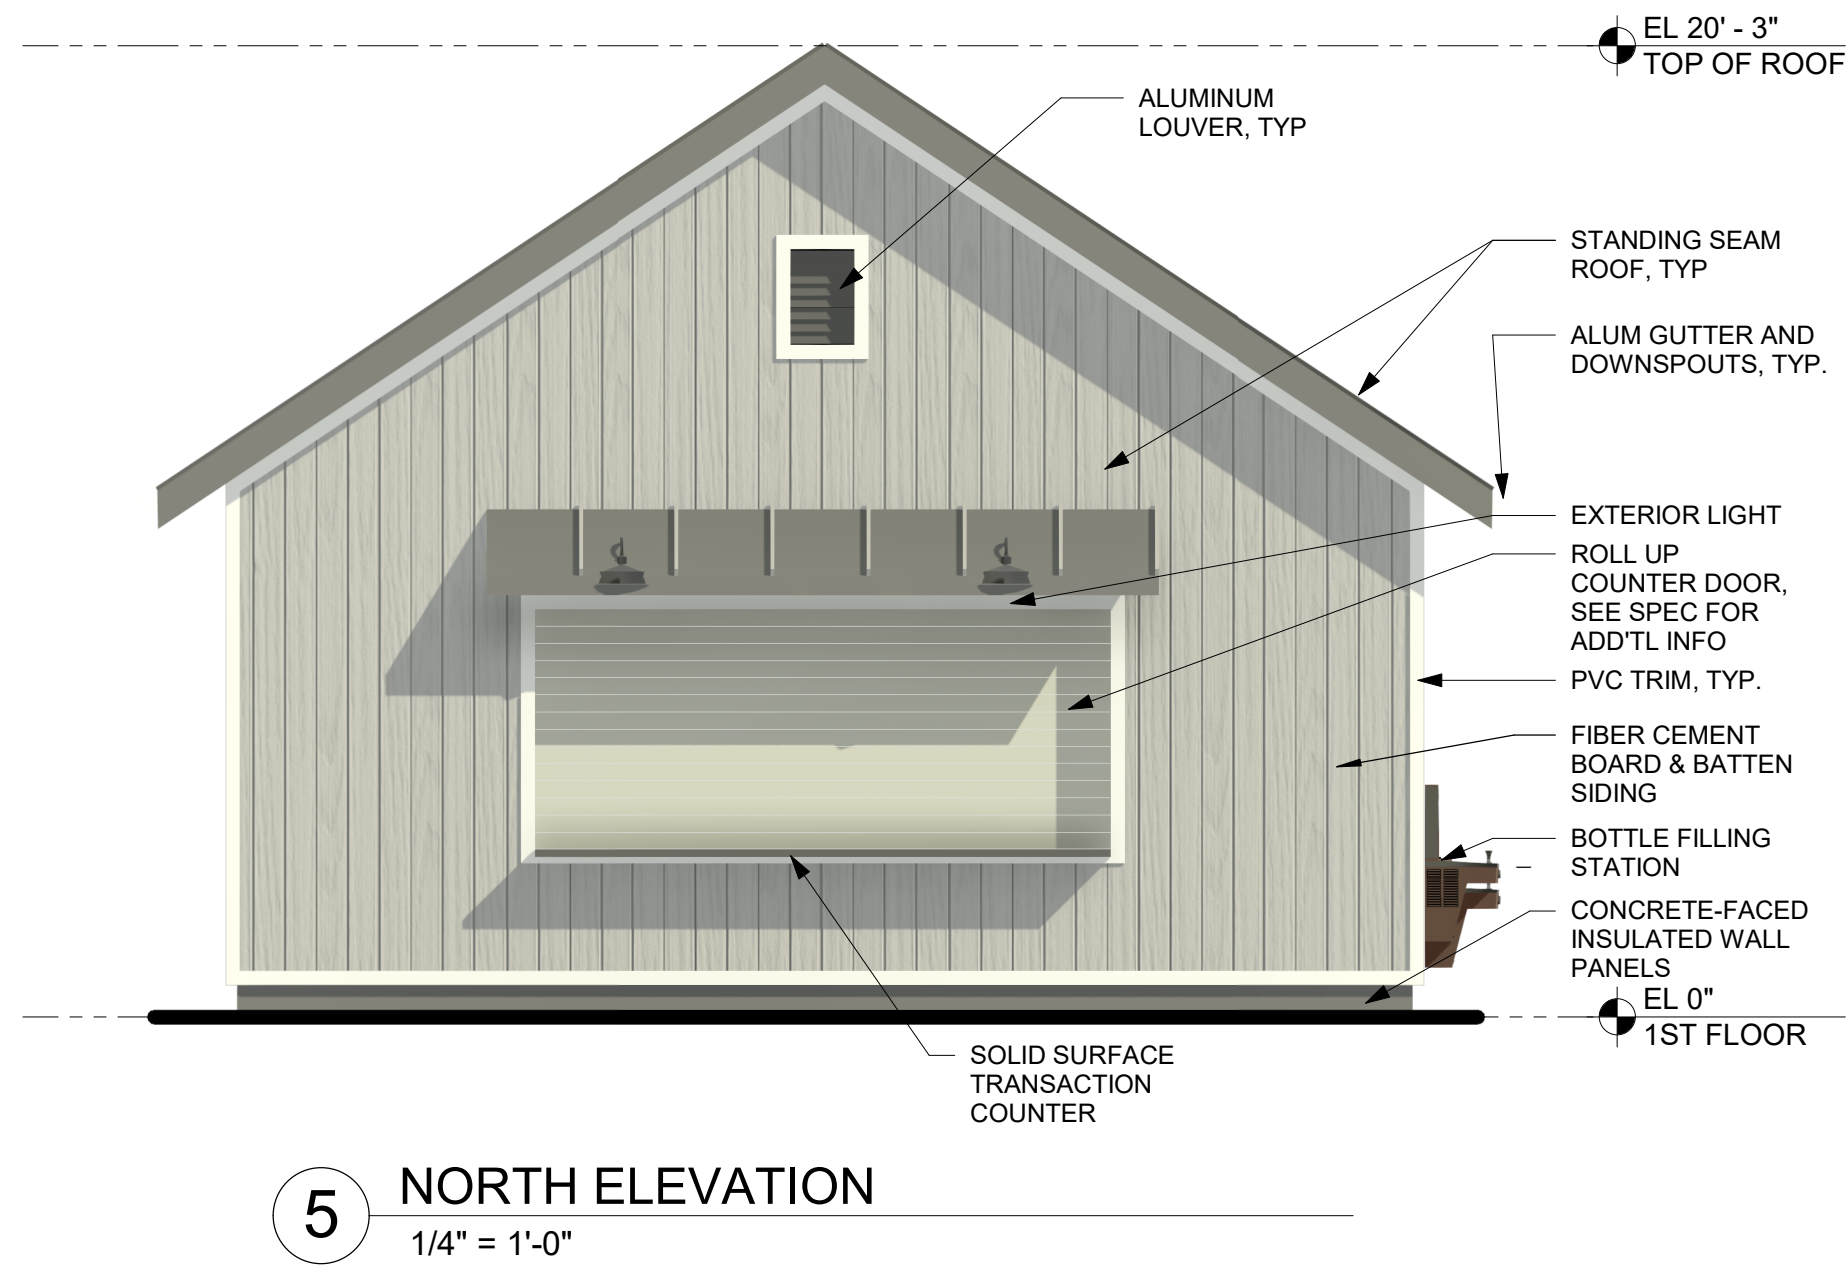 EL 20' - 3"
TOP OF ROOF
ALUMINUM
LOUVER, TYP
STANDING SEAM
ROOF, TYP
ALUM GUTTER AND
DOWNSPOUTS, TYP.
EXTERIOR LIGHT
ROLL UP
COUNTER DOOR,
SEE SPEC FOR
ADD'TL INFO
PVC TRIM, TYP.
FIBER CEMENT
BOARD & BATTEN
SIDING
BOTTLE FILLING
STATION
CONCRETE-FACED
INSULATED WALL
PANELS
EL 0"
1ST FLOOR
SOLID SURFACE
TRANSACTION
COUNTER
5
NORTH ELEVATION
1/4" = 1'-0"